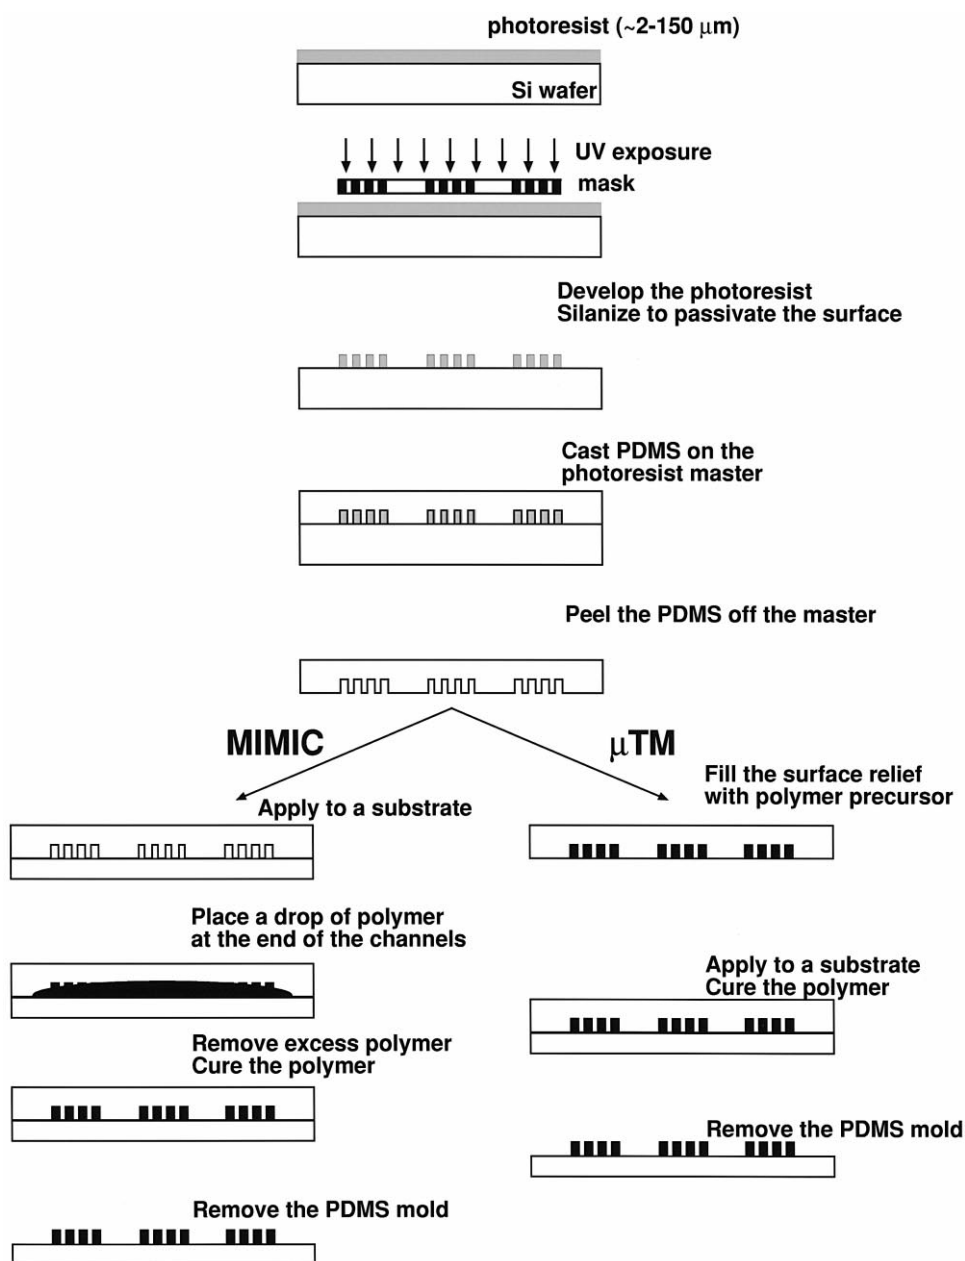 photoresist (~2-150 μm)
Si wafer
UV exposure
mask
Develop the photoresist
Silanize to passivate the surface
Cast PDMS on the
photoresist master
Peel the PDMS off the master
MIMIC
μTM
Apply to a substrate
Place a drop of polymer
at the end of the channels
Remove excess polymer
Cure the polymer
Remove the PDMS mold
Fill the surface relief
with polymer precursor
Apply to a substrate
Cure the polymer
Remove the PDMS mold